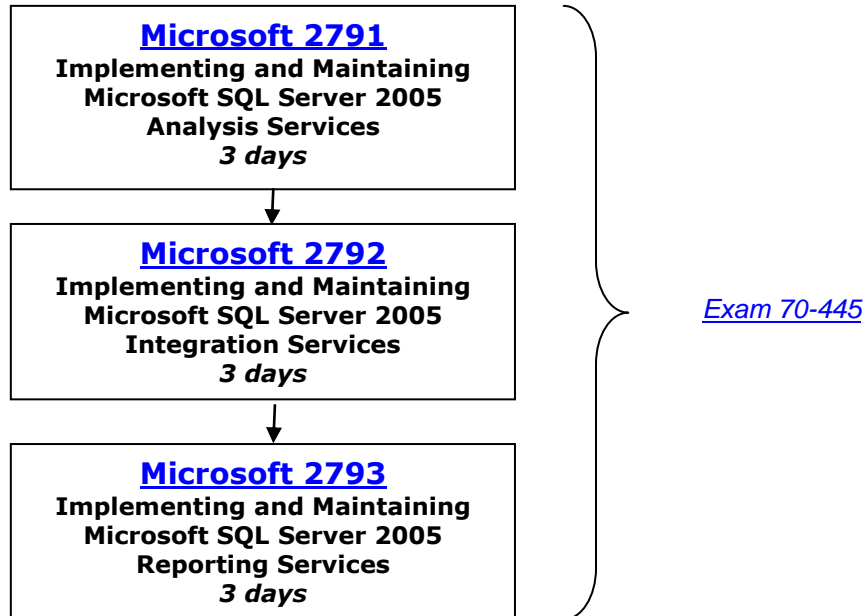 Microsoft 2791
Implementing and Maintaining
Microsoft SQL Server 2005
Analysis Services
3 days
Microsoft 2792
Implementing and Maintaining
Microsoft SQL Server 2005
Integration Services
3 days
Exam 70-445
Microsoft 2793
Implementing and Maintaining
Microsoft SQL Server 2005
Reporting Services
3 days